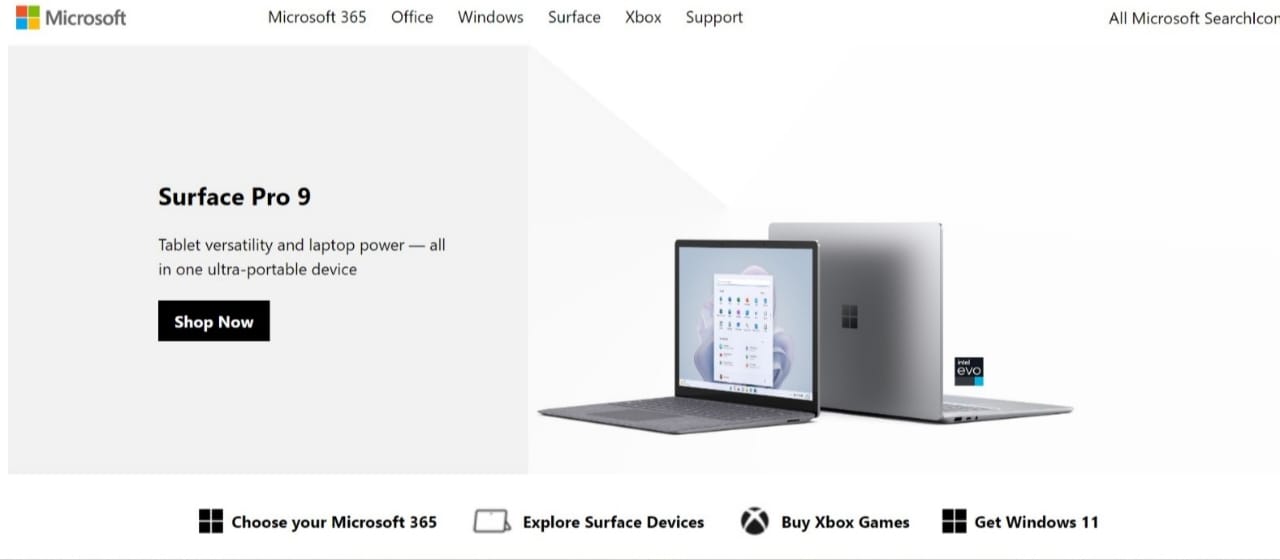 Microsoft
Microsoft 365 Office Windows Surface Xbox Support
All Microsoft SearchIcon
Surface Pro 9
Tablet versatility and laptop power — all
in one ultra-portable device
Shop Now
intel
evo
Choose your Microsoft 365
Explore Surface Devices
Buy Xbox Games
Get Windows 11